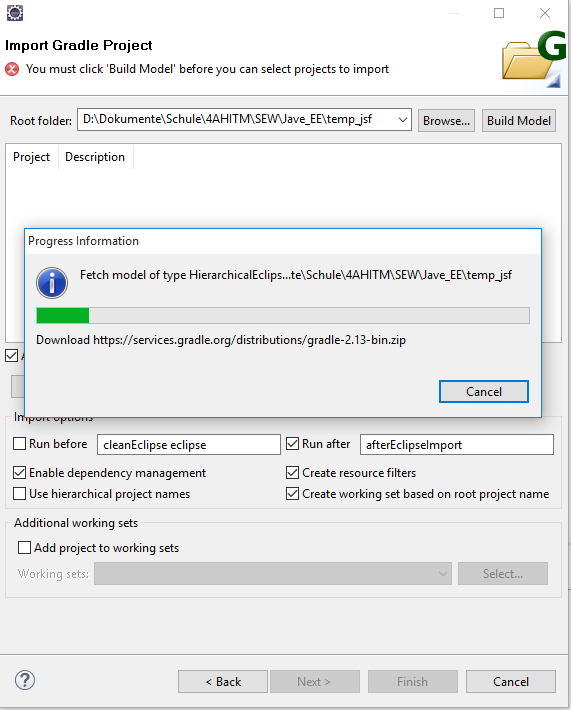 Import Gradle Project
You must click 'Build Model' before you can select projects to import
G
Root folder: D:\Dokumente\Schule\4AHITM\SEW\Jave_EE\temp_jsf Browse... Build Model
Project Description
Progress Information
Fetch model of type HierarchicalEclips...te\Schule\4AHITM\SEW\Jave_EE\temp_jsf
Download https://services.gradle.org/distributions/gradle-2.13-bin.zip
Cancel
Import options
Run before cleanEclipse eclipse Run after afterEclipseImport
Enable dependency management Create resource filters
Use hierarchical project names Create working set based on root project name
Additional working sets
Add project to working sets
Working sets: Select...
? < Back Next > Finish Cancel